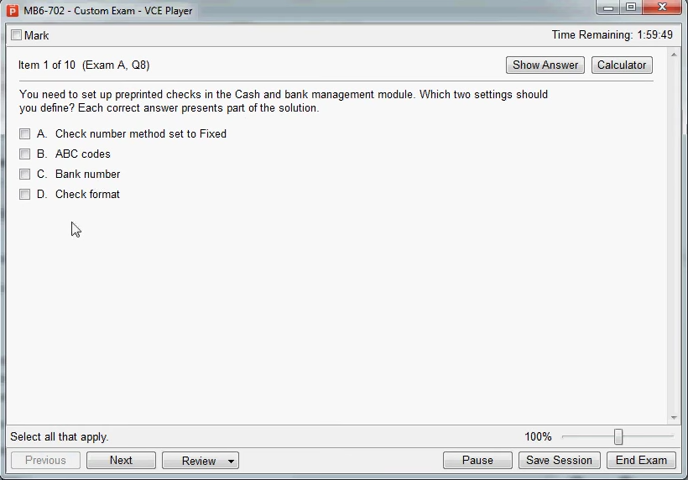 MB6-702 - Custom Exam - VCE Player
Mark
Time Remaining: 1:59:49
Item 1 of 10 (Exam A, Q8)
Show Answer
Calculator
You need to set up preprinted checks in the Cash and bank management module. Which two settings should
you define? Each correct answer presents part of the solution.
A. Check number method set to Fixed
B. ABC codes
C. Bank number
D. Check format
Select all that apply.
100%
Previous
Next
Review
Pause
Save Session
End Exam